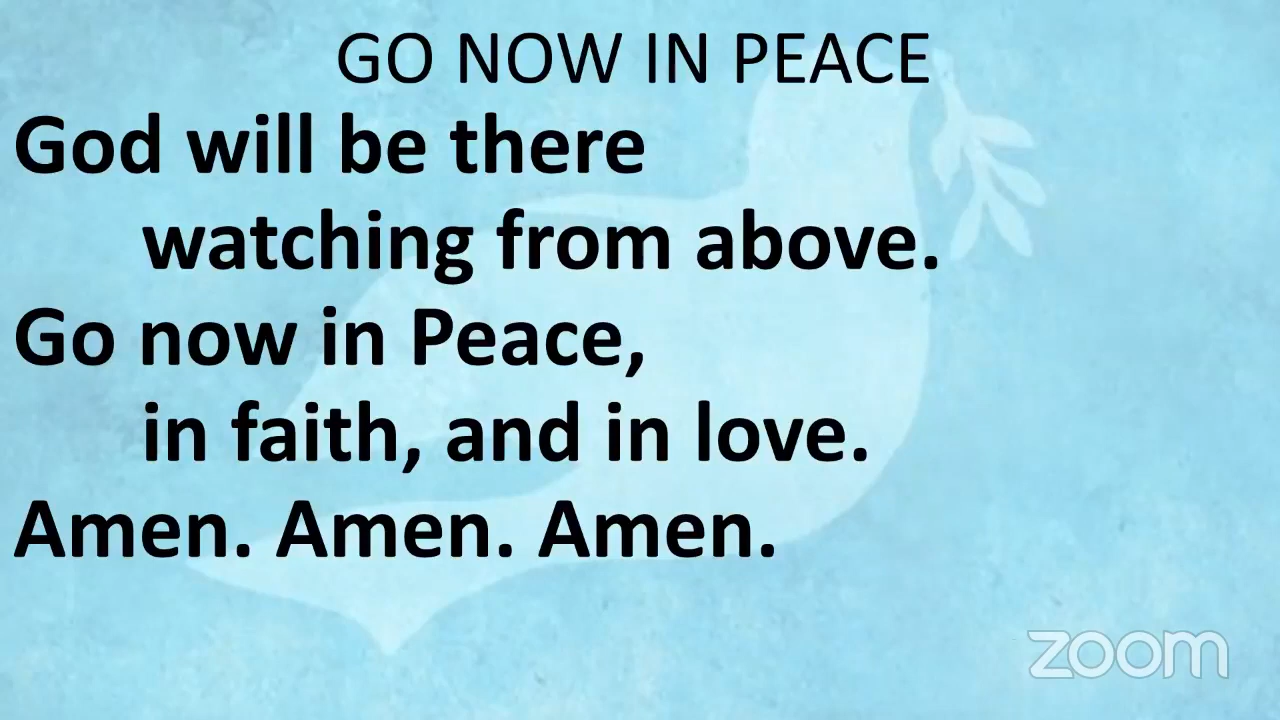 GO NOW IN PEACE
God will be there
watching from above.
Go now in Peace,
in faith, and in love.
Amen. Amen. Amen.
zoom